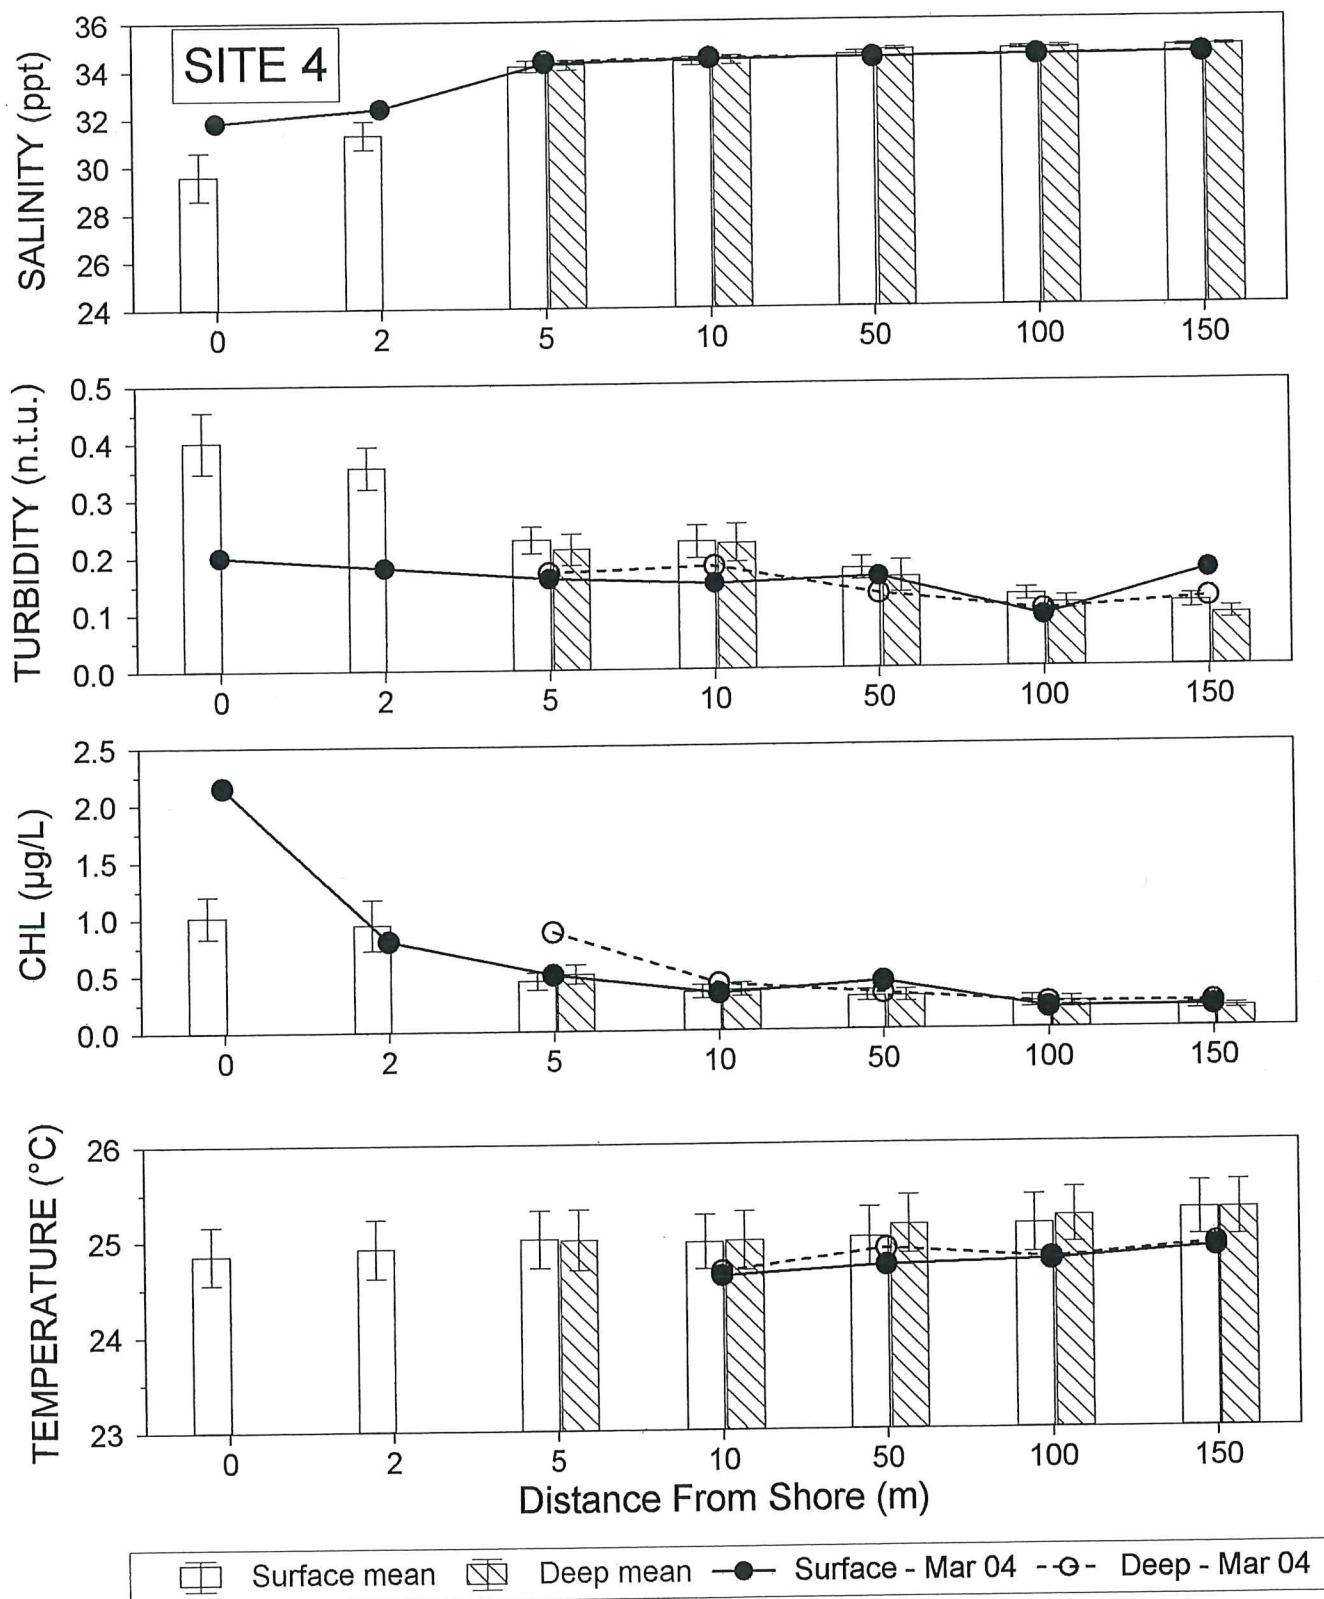 SITE 4
SALINITY (ppt)
36
34
32
30
28
26
24
0 2 5 10 50 100 150
TURBIDITY (n.t.u.)
0.5
0.4
0.3
0.2
0.1
0.0
0 2 5 10 50 100 150
CHL (µg/L)
2.5
2.0
1.5
1.0
0.5
0.0
0 2 5 10 50 100 150
TEMPERATURE (°C)
26
25
24
23
0 2 5 10 50 100 150
Distance From Shore (m)
Surface mean Deep mean Surface - Mar 04 Deep - Mar 04